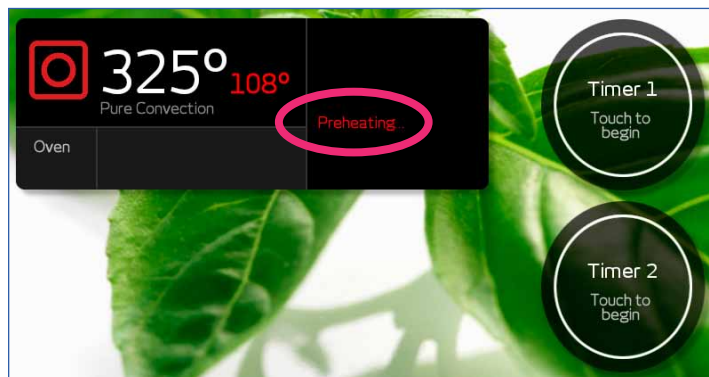 325°
108°
Pure Convection
Preheating...
Oven
Timer 1
Touch to
begin
Timer 2
Touch to
begin